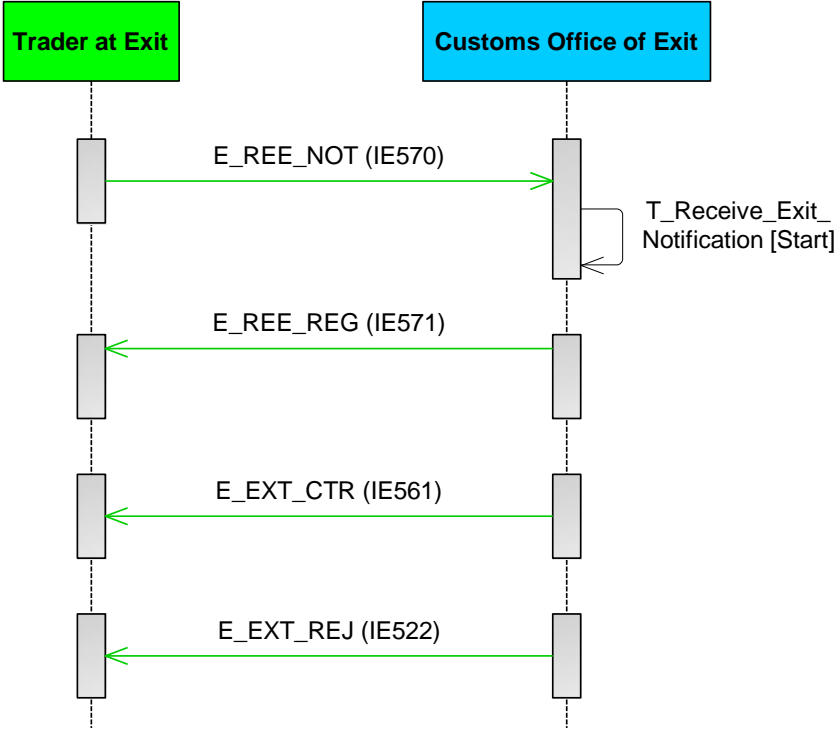 Trader at Exit
Customs Office of Exit
E_REE_NOT (IE570)
T_Receive_Exit_
Notification [Start]
E_REE_REG (IE571)
E_EXT_CTR (IE561)
E_EXT_REJ (IE522)